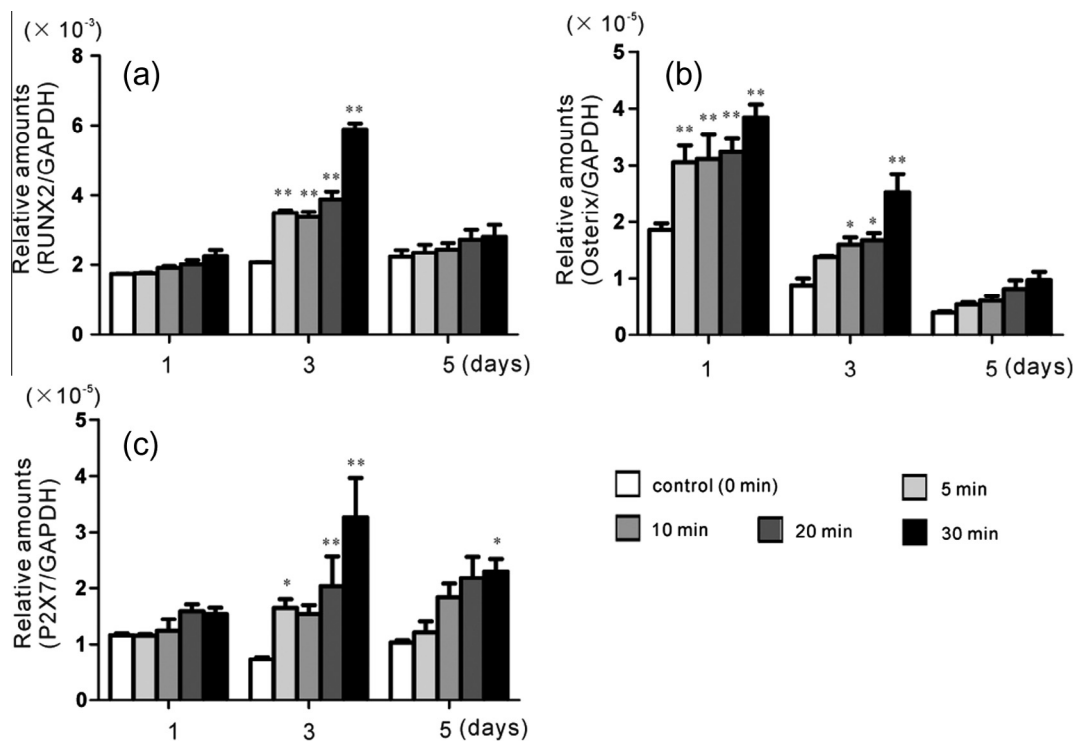 (× 10⁻³)
(a)
Relative amounts
(RUNX2/GAPDH)
8
6
4
2
0
** ** ** **
1 3 5 (days)
(× 10⁻⁵)
(b)
Relative amounts
(Osterix/GAPDH)
5
4
3
2
1
0
** ** ** **
* * **
1 3 5 (days)
(× 10⁻⁵)
(c)
Relative amounts
(P2X7/GAPDH)
5
4
3
2
1
0
* ** **
*
1 3 5 (days)
control (0 min)
5 min
10 min
20 min
30 min